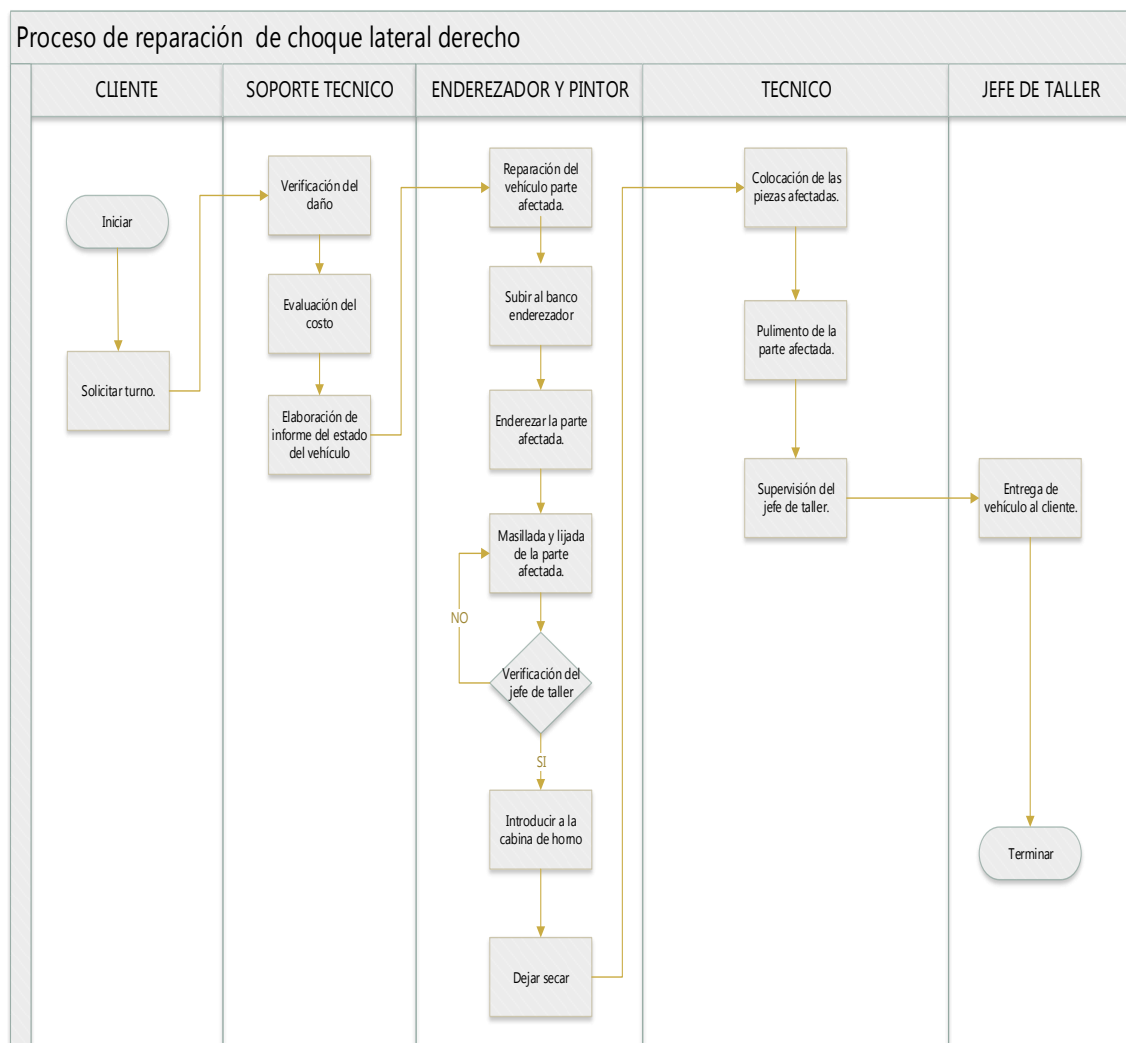 Proceso de reparación de choque lateral derecho
CLIENTE
SOPORTE TECNICO
ENDEREZADOR Y PINTOR
TECNICO
JEFE DE TALLER
Iniciar
Solicitar turno.
Verificación del
daño
Evaluación del
costo
Elaboración de
informe del estado
del vehículo
Reparación del
vehículo parte
afectada.
Subir al banco
enderezador
Enderezar la parte
afectada.
Masillada y lijada
de la parte
afectada.
NO
Verificación del
jefe de taller
SI
Introducir a la
cabina de horno
Dejar secar
Colocación de las
piezas afectadas.
Pulimento de la
parte afectada.
Supervisión del
jefe de taller.
Entrega de
vehículo al cliente.
Terminar